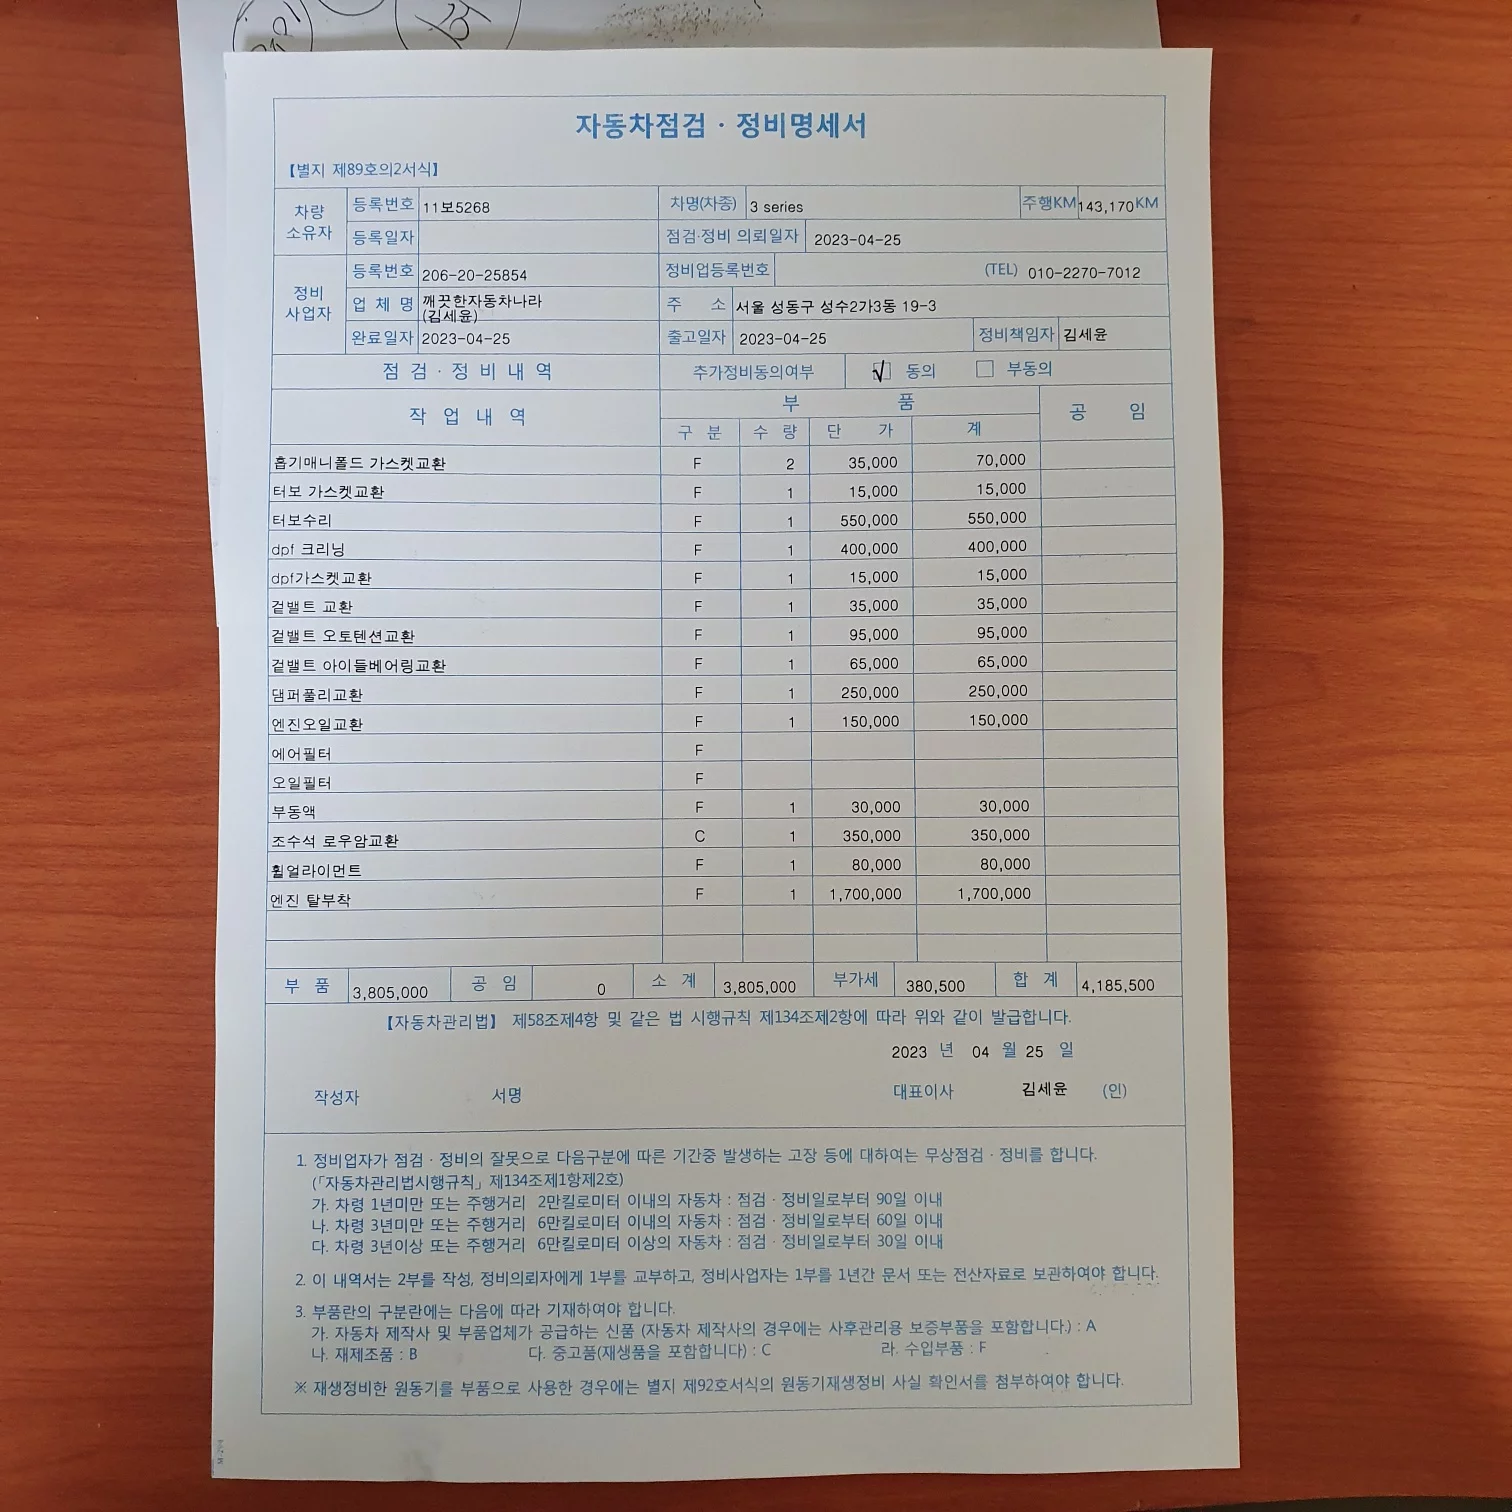 자동차점검 · 정비명세서
【별지 제89호의2서식】
차량 소유자 등록번호 11보5268 차명(차종) 3 series 주행KM 143,170 KM
등록일자 점검·정비 의뢰일자 2023-04-25
정비 사업자 등록번호 206-20-25854 정비업등록번호 (TEL) 010-2270-7012
업 체 명 깨끗한자동차나라 (김세윤) 주 소 서울 성동구 성수2가3동 19-3
완료일자 2023-04-25 출고일자 2023-04-25 정비책임자 김세윤
점 검 · 정 비 내 역 추가정비동의여부 √ 동의 부동의
작 업 내 역 부 품 공 임
구 분 수 량 단 가 계
흡기매니폴드 가스켓교환 F 2 35,000 70,000
터보 가스켓교환 F 1 15,000 15,000
터보수리 F 1 550,000 550,000
dpf 크리닝 F 1 400,000 400,000
dpf가스켓교환 F 1 15,000 15,000
겉밸트 교환 F 1 35,000 35,000
겉밸트 오토텐션교환 F 1 95,000 95,000
겉밸트 아이들베어링교환 F 1 65,000 65,000
댐퍼풀리교환 F 1 250,000 250,000
엔진오일교환 F 1 150,000 150,000
에어필터 F
오일필터 F
부동액 F 1 30,000 30,000
조수석 로우암교환 C 1 350,000 350,000
휠얼라이먼트 F 1 80,000 80,000
엔진 탈부착 F 1 1,700,000 1,700,000
부 품 3,805,000 공 임 0 소 계 3,805,000 부가세 380,500 합 계 4,185,500
【자동차관리법】 제58조제4항 및 같은 법 시행규칙 제134조제2항에 따라 위와 같이 발급합니다.
2023 년 04 월 25 일
작성자 서명 대표이사 김세윤 (인)
1. 정비업자가 점검 · 정비의 잘못으로 다음구분에 따른 기간중 발생하는 고장 등에 대하여는 무상점검 · 정비를 합니다.
(「자동차관리법시행규칙」 제134조제1항제2호)
가. 차령 1년미만 또는 주행거리 2만킬로미터 이내의 자동차 : 점검 · 정비일로부터 90일 이내
나. 차령 3년미만 또는 주행거리 6만킬로미터 이내의 자동차 : 점검 · 정비일로부터 60일 이내
다. 차령 3년이상 또는 주행거리 6만킬로미터 이상의 자동차 : 점검 · 정비일로부터 30일 이내
2. 이 내역서는 2부를 작성, 정비의뢰자에게 1부를 교부하고, 정비사업자는 1부를 1년간 문서 또는 전산자료로 보관하여야 합니다.
3. 부품란의 구분란에는 다음에 따라 기재하여야 합니다.
가. 자동차 제작사 및 부품업체가 공급하는 신품 (자동차 제작사의 경우에는 사후관리용 보증부품을 포함합니다.) : A
나. 재제조품 : B 다. 중고품(재생품을 포함합니다) : C 라. 수입부품 : F
※ 재생정비한 원동기를 부품으로 사용한 경우에는 별지 제92호서식의 원동기재생정비 사실 확인서를 첨부하여야 합니다.